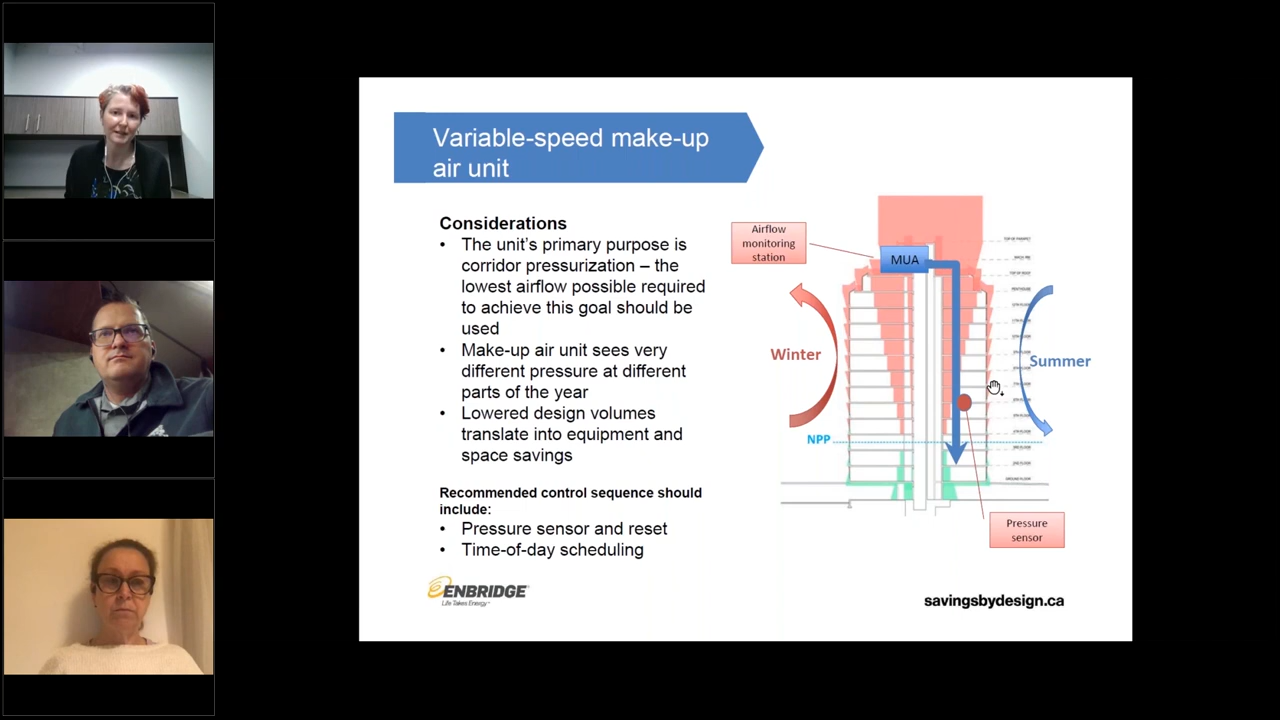 Variable-speed make-up
air unit
Considerations
• The unit's primary purpose is
corridor pressurization – the
lowest airflow possible required
to achieve this goal should be
used
• Make-up air unit sees very
different pressure at different
parts of the year
• Lowered design volumes
translate into equipment and
space savings
Recommended control sequence should
include:
• Pressure sensor and reset
• Time-of-day scheduling
Airflow
monitoring
station
MUA
Winter
Summer
NPP
Pressure
sensor
ENBRIDGE
Life Takes Energy
savingsbydesign.ca